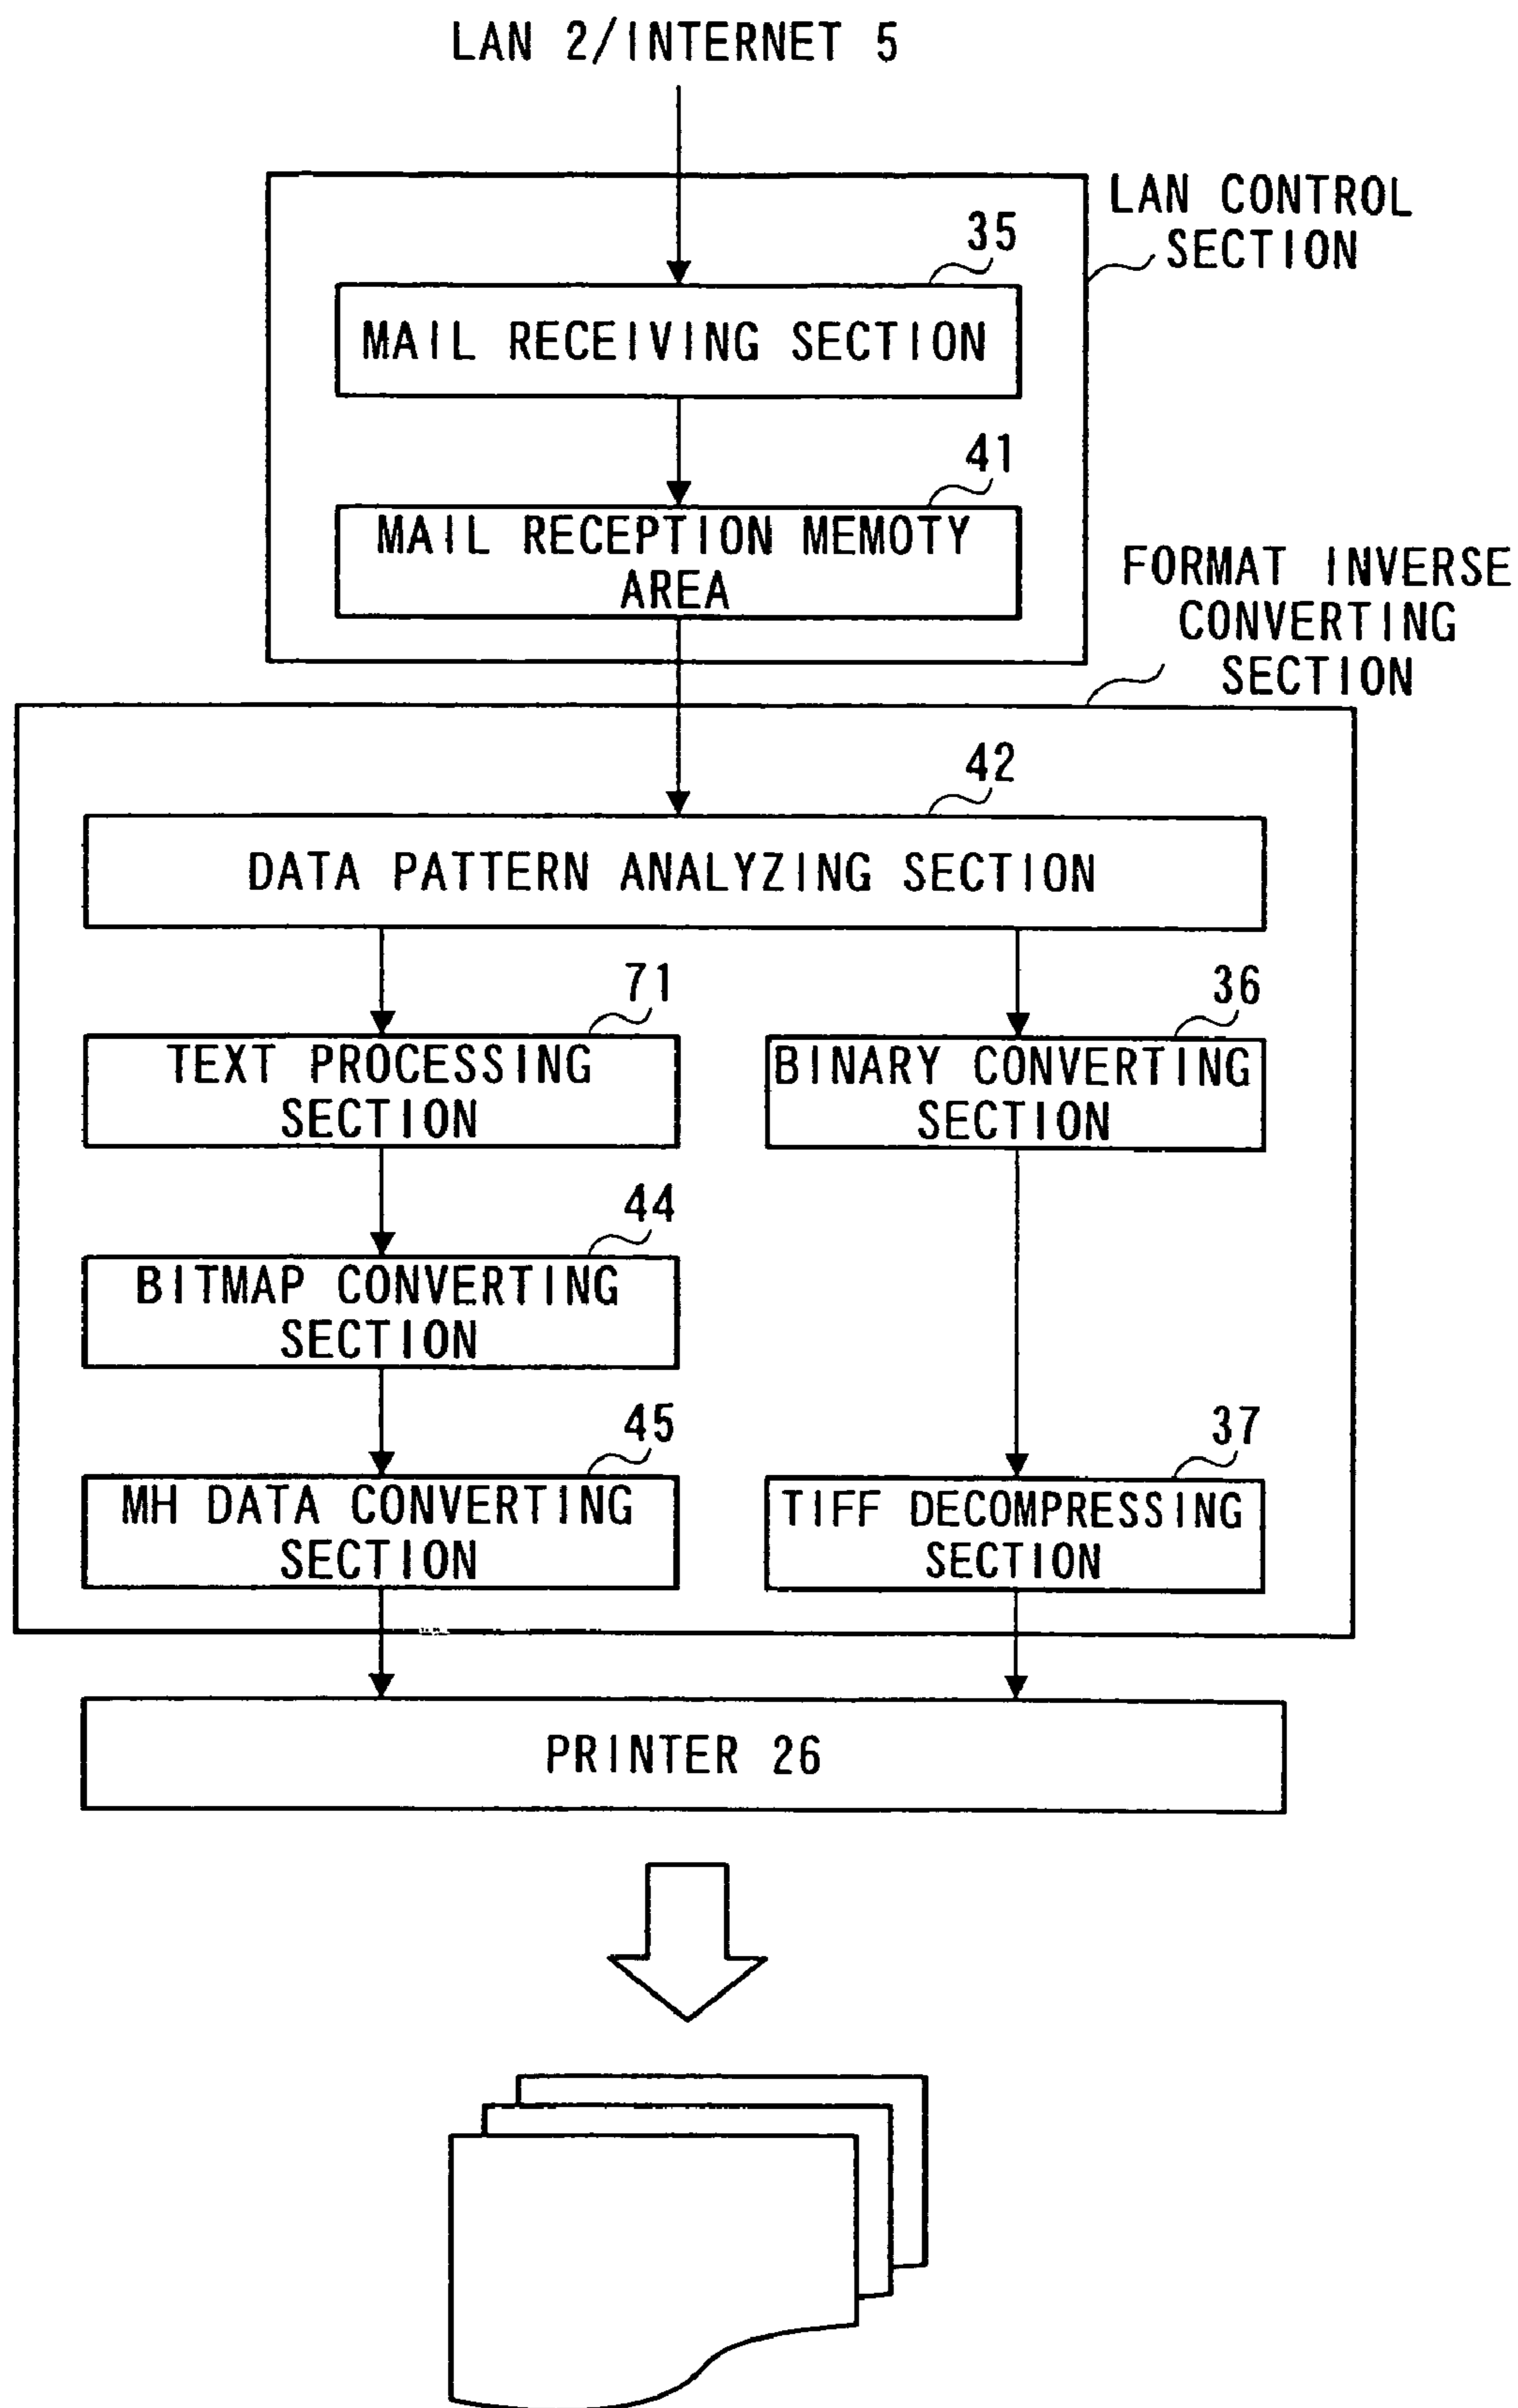 LAN 2/INTERNET 5
LAN CONTROL
SECTION
35
MAIL RECEIVING SECTION
41
MAIL RECEPTION MEMOTY
AREA
FORMAT INVERSE
CONVERTING
SECTION
42
DATA PATTERN ANALYZING SECTION
71
TEXT PROCESSING
SECTION
36
BINARY CONVERTING
SECTION
44
BITMAP CONVERTING
SECTION
45
MH DATA CONVERTING
SECTION
37
TIFF DECOMPRESSING
SECTION
PRINTER 26